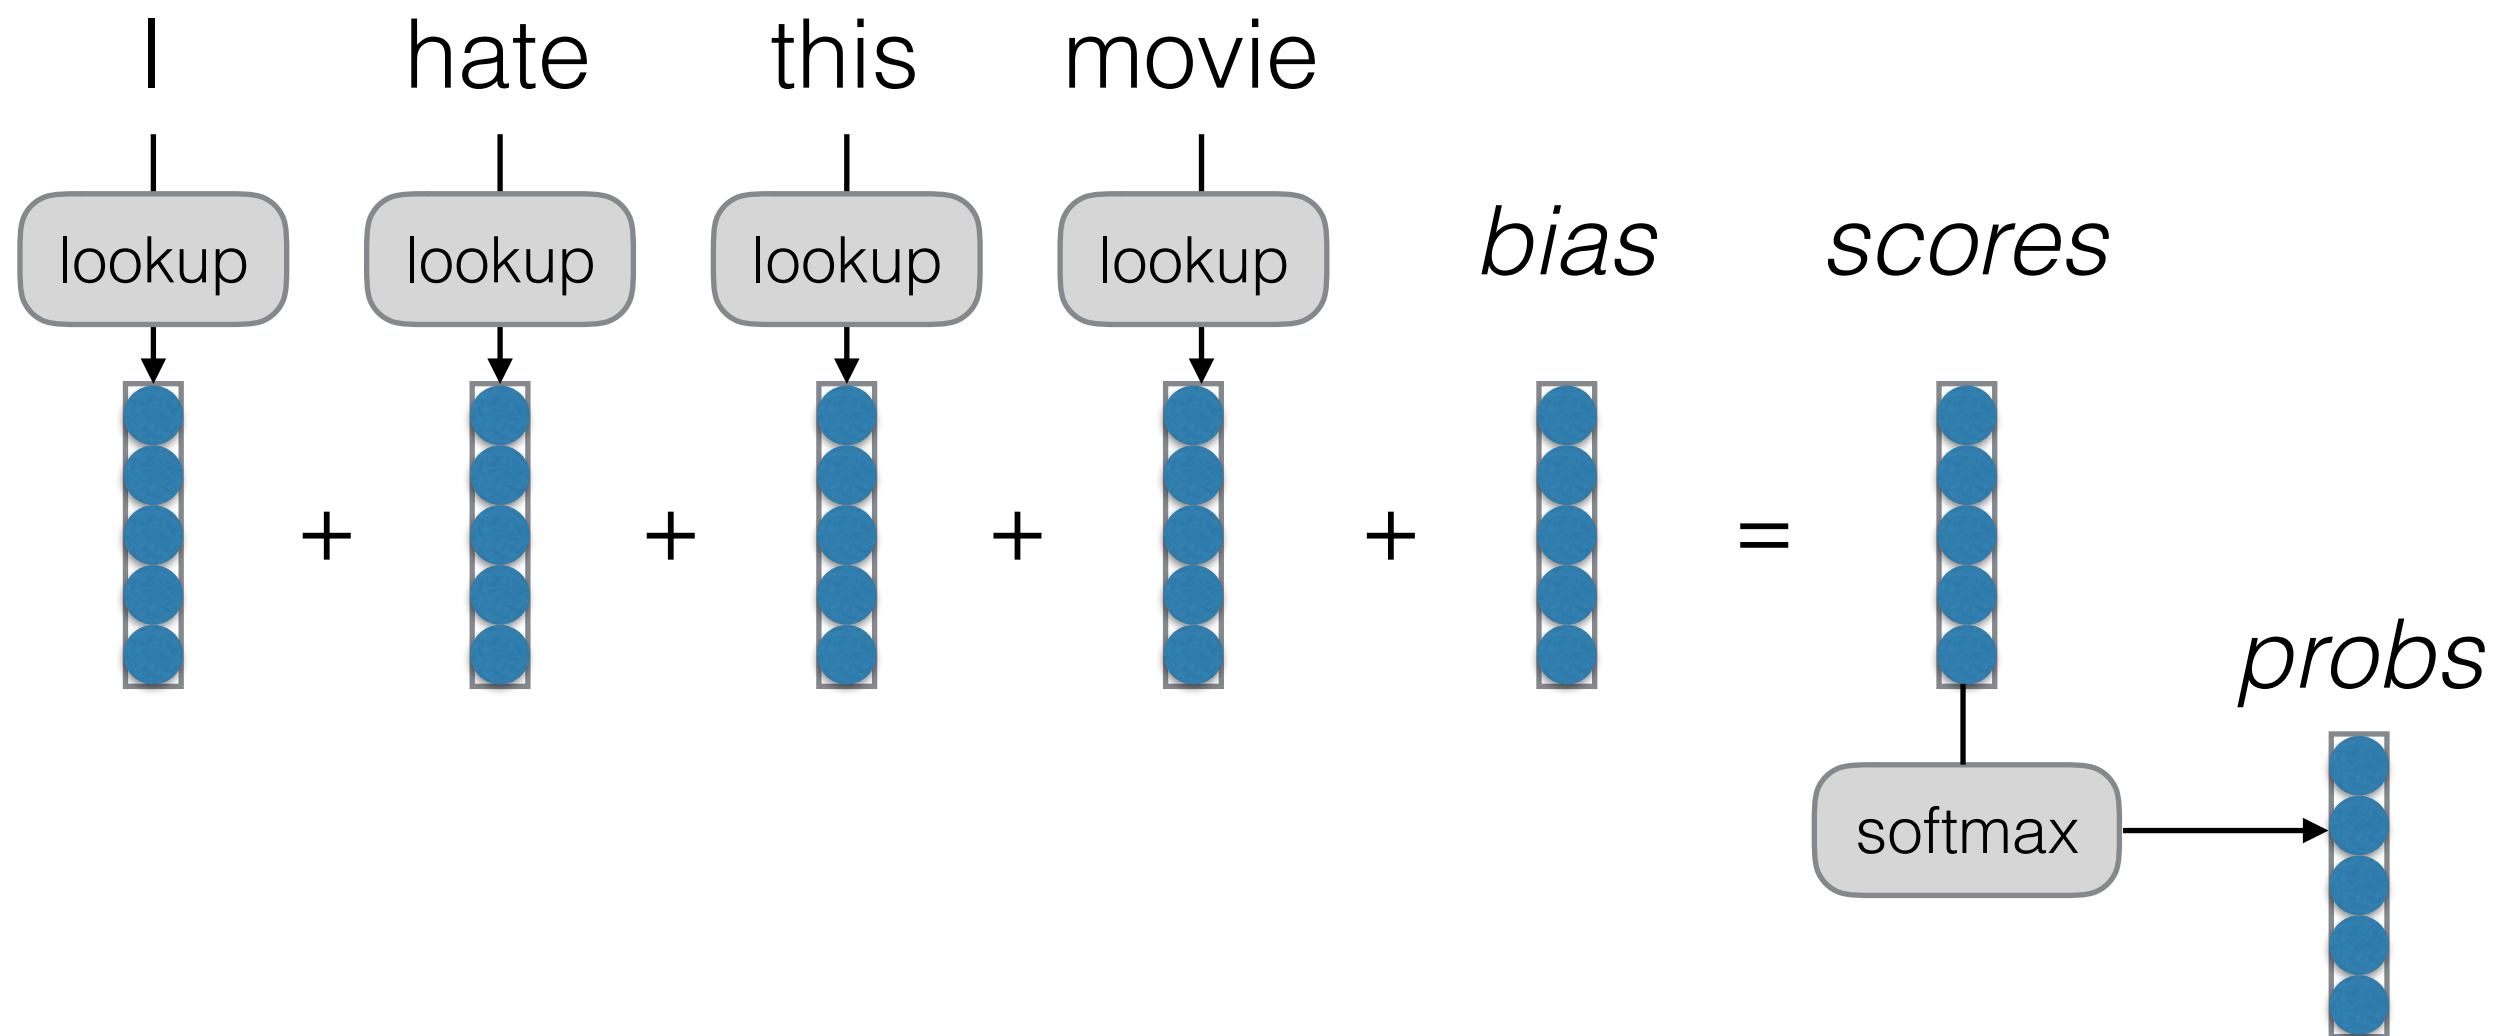 I hate this movie
lookup lookup lookup lookup
bias scores
+ + + + =
probs
softmax